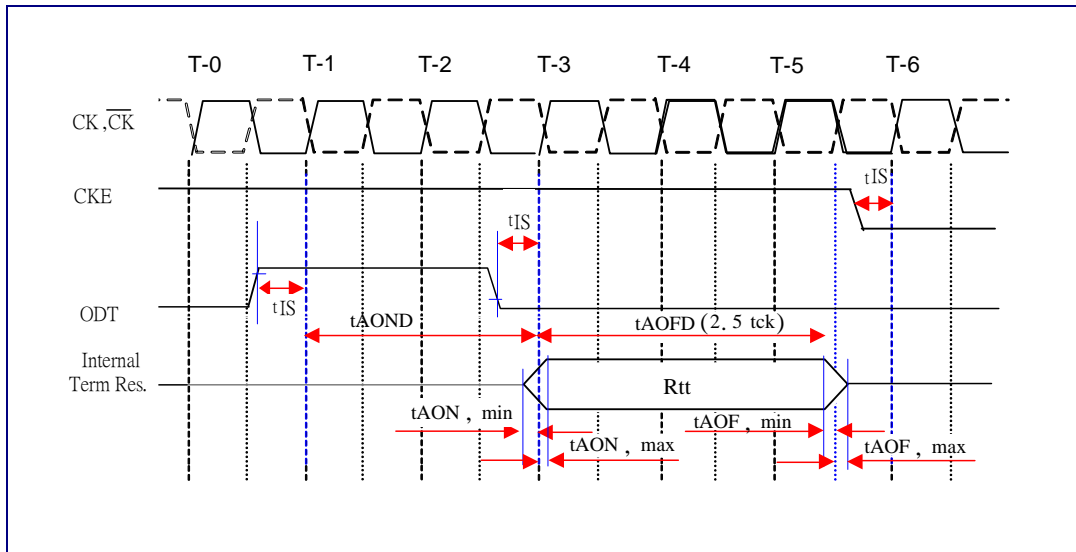 T-0 T-1 T-2 T-3 T-4 T-5 T-6
CK,C̅K̅
CKE
tIS
tIS
tIS
ODT
tAOND
tAOFD (2.5 tck)
Internal
Term Res.
Rtt
tAON, min
tAOF, min
tAON, max
tAOF, max